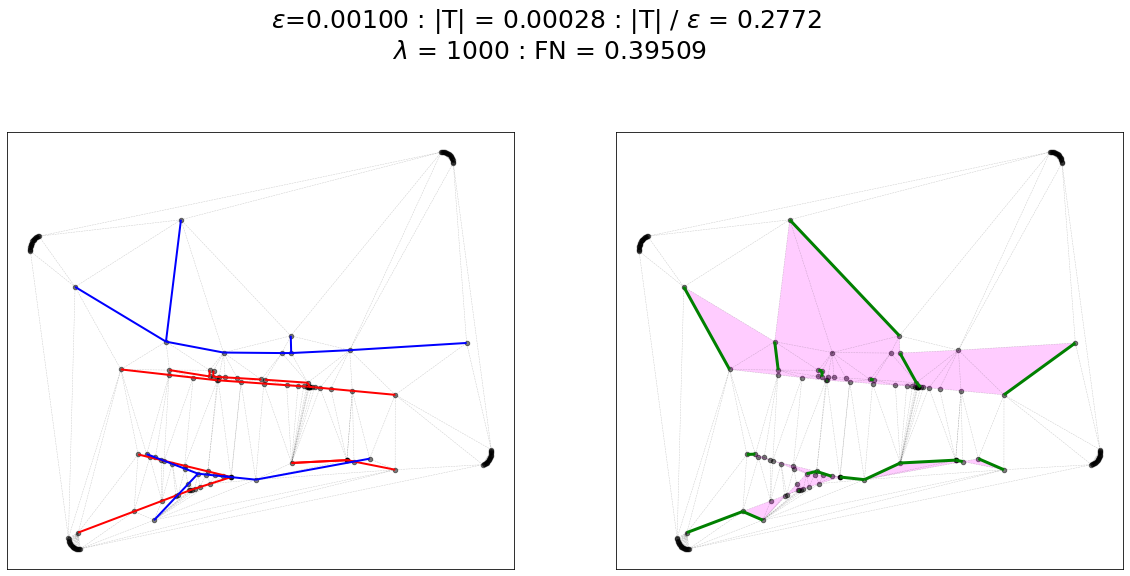 ε=0.00100 : |T| = 0.00028 : |T| / ε = 0.2772
λ = 1000 : FN = 0.39509